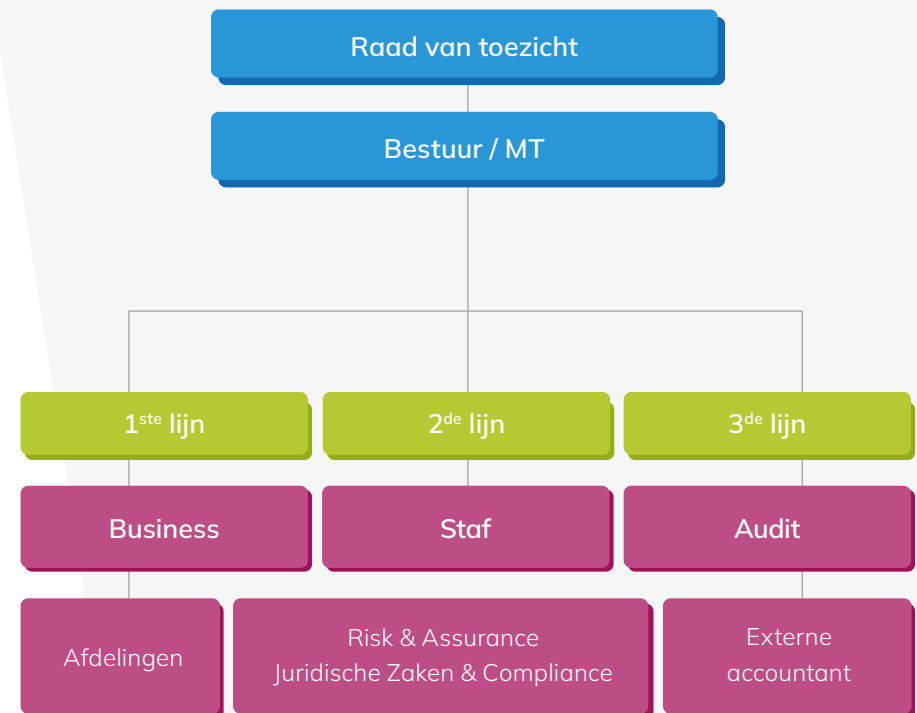 Raad van toezicht
Bestuur / MT
1ste lijn
2de lijn
3de lijn
Business
Staf
Audit
Afdelingen
Risk & Assurance
Juridische Zaken & Compliance
Externe
accountant